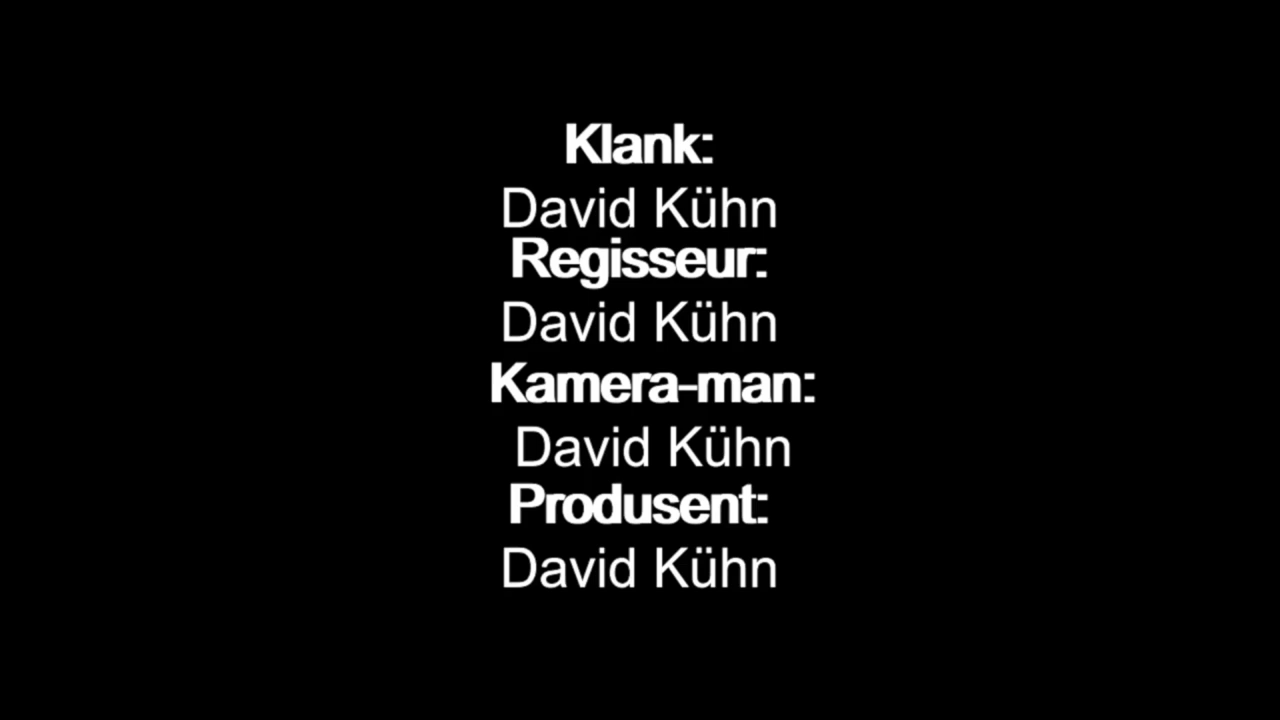 Klank:
David Kühn
Regisseur:
David Kühn
Kamera-man:
David Kühn
Produsent:
David Kühn